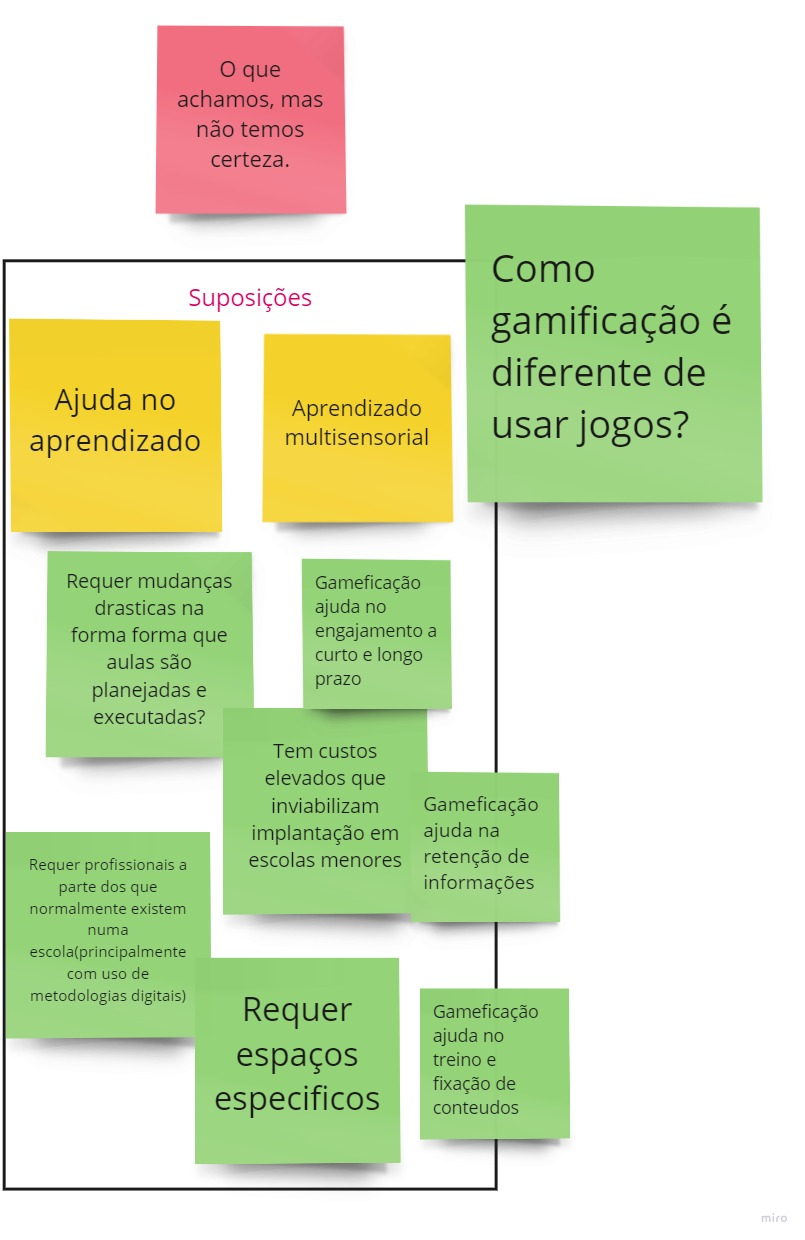 O que
achamos, mas
não temos
certeza.
Suposições
Como
gamificação é
diferente de
usar jogos?
Ajuda no
aprendizado
Aprendizado
multisensorial
Requer mudanças
drasticas na
forma forma que
aulas são
planejadas e
executadas?
Gameficação
ajuda no
engajamento a
curto e longo
prazo
Tem custos
elevados que
inviabilizam
implantação em
escolas menores
Gameficação
ajuda na
retenção de
informações
Requer profissionais a
parte dos que
normalmente existem
numa
escola(principalmente
com uso de
metodologias digitais)
Requer
espaços
especificos
Gameficação
ajuda no
treino e
fixação de
conteudos
miro